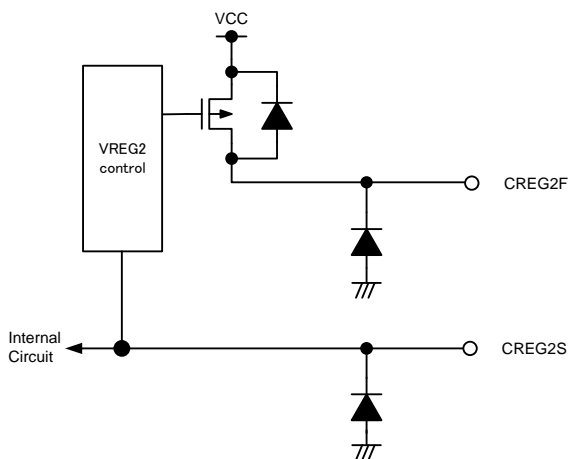 VCC
VREG2
control
CREG2F
Internal
Circuit
CREG2S